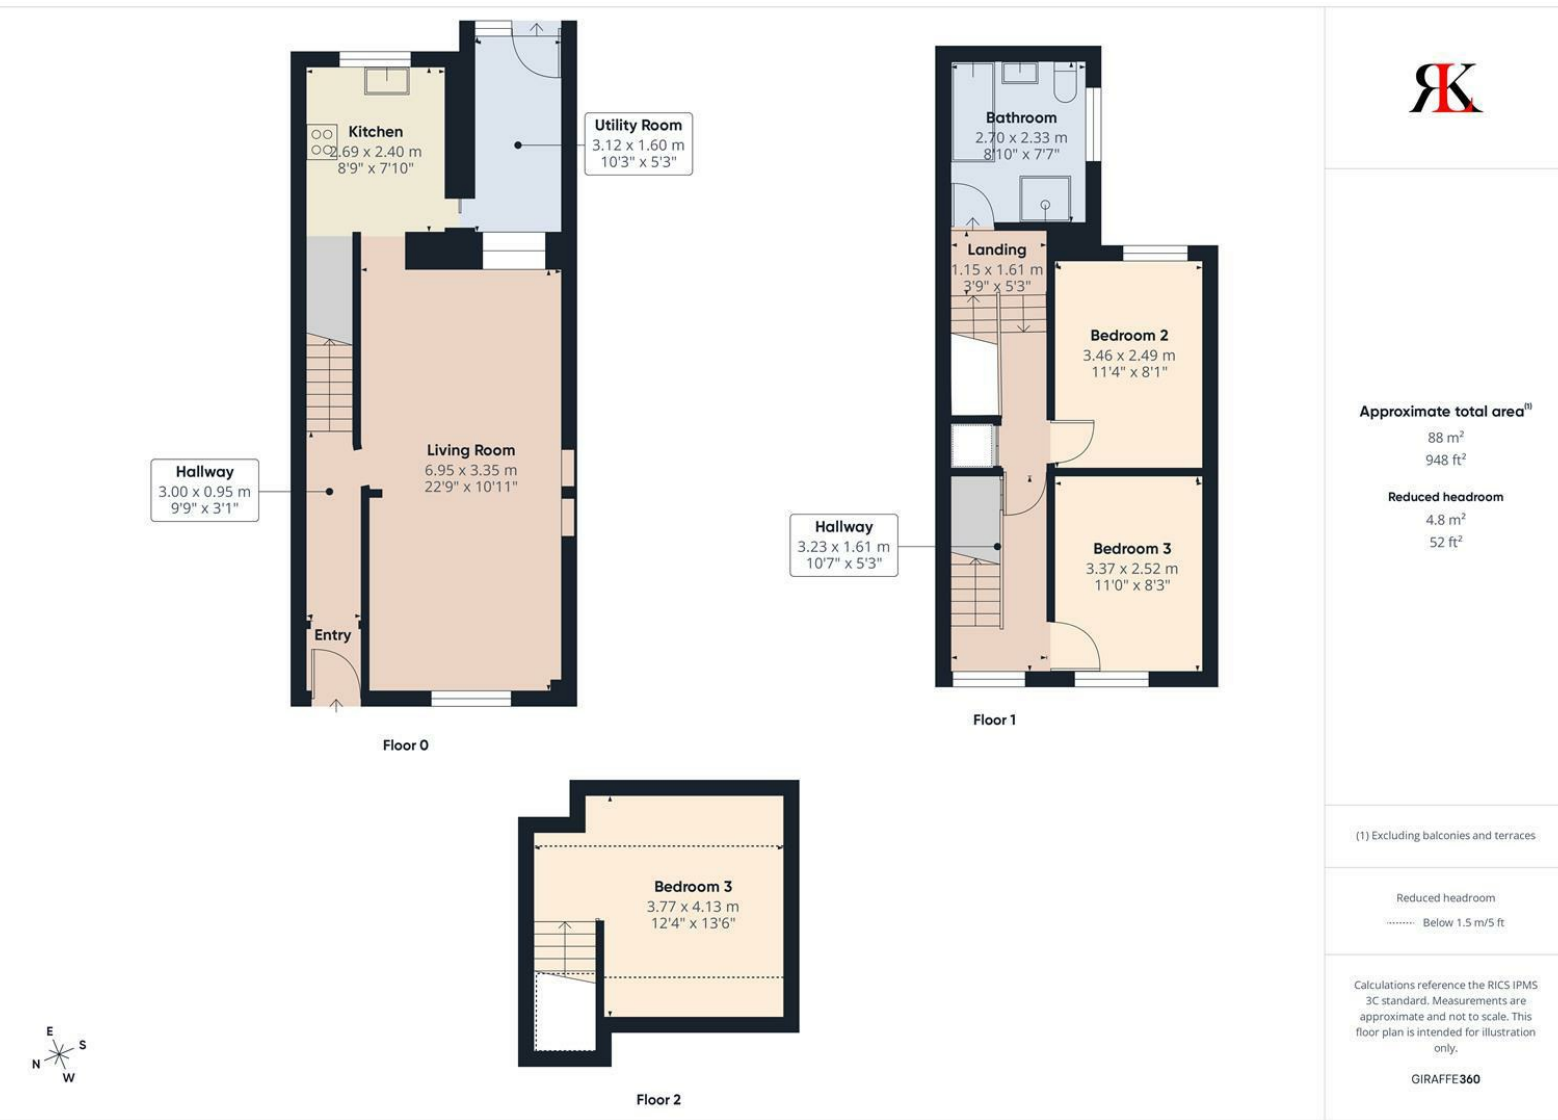 Kitchen
2.69 x 2.40 m
8'9" x 7'10"
Utility Room
3.12 x 1.60 m
10'3" x 5'3"
Living Room
6.95 x 3.35 m
22'9" x 10'11"
Hallway
3.00 x 0.95 m
9'9" x 3'1"
Entry
Floor 0
Bathroom
2.70 x 2.33 m
8'10" x 7'7"
Landing
1.15 x 1.61 m
3'9" x 5'3"
Bedroom 2
3.46 x 2.49 m
11'4" x 8'1"
Hallway
3.23 x 1.61 m
10'7" x 5'3"
Bedroom 3
3.37 x 2.52 m
11'0" x 8'3"
Floor 1
Bedroom 3
3.77 x 4.13 m
12'4" x 13'6"
Floor 2
E
S
N
W
RLK
Approximate total area(1)
88 m²
948 ft²
Reduced headroom
4.8 m²
52 ft²
(1) Excluding balconies and terraces
Reduced headroom
Below 1.5 m/5 ft
Calculations reference the RICS IPMS
3C standard. Measurements are
approximate and not to scale. This
floor plan is intended for illustration
only.
GIRAFFE360